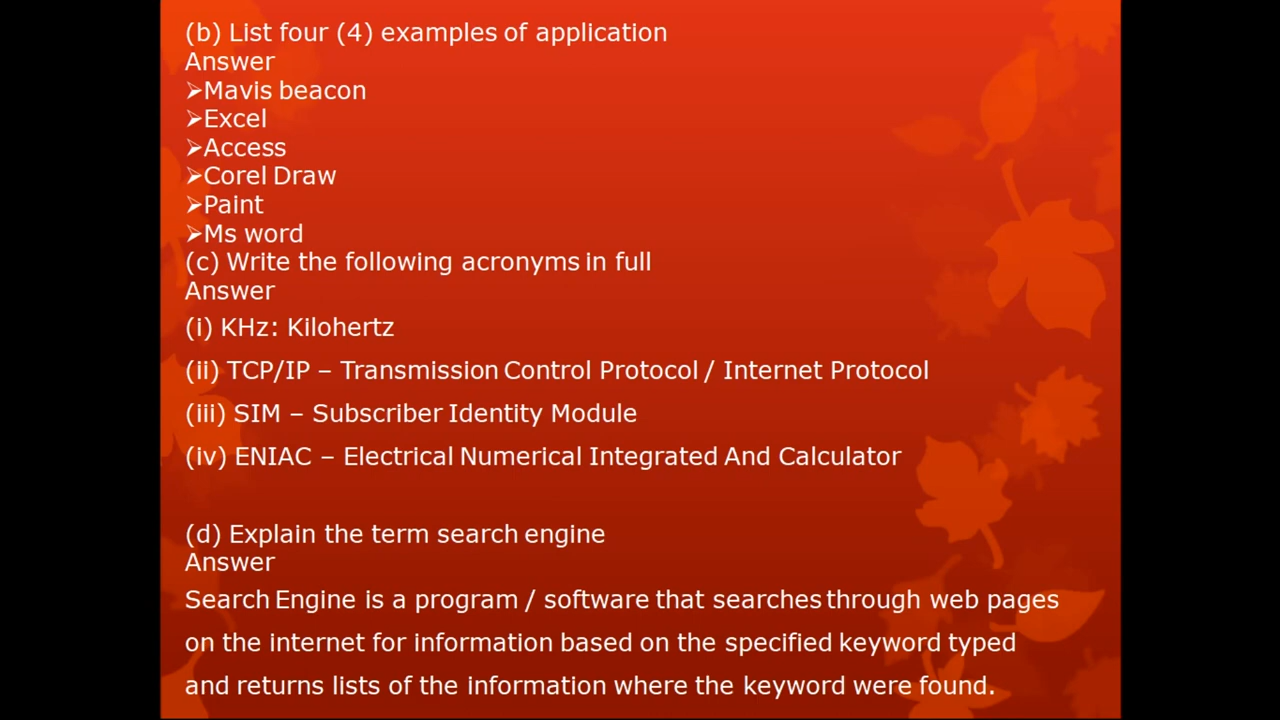 (b) List four (4) examples of application
Answer
➢Mavis beacon
➢Excel
➢Access
➢Corel Draw
➢Paint
➢Ms word
(c) Write the following acronyms in full
Answer
(i) KHz: Kilohertz
(ii) TCP/IP – Transmission Control Protocol / Internet Protocol
(iii) SIM – Subscriber Identity Module
(iv) ENIAC – Electrical Numerical Integrated And Calculator
(d) Explain the term search engine
Answer
Search Engine is a program / software that searches through web pages
on the internet for information based on the specified keyword typed
and returns lists of the information where the keyword were found.